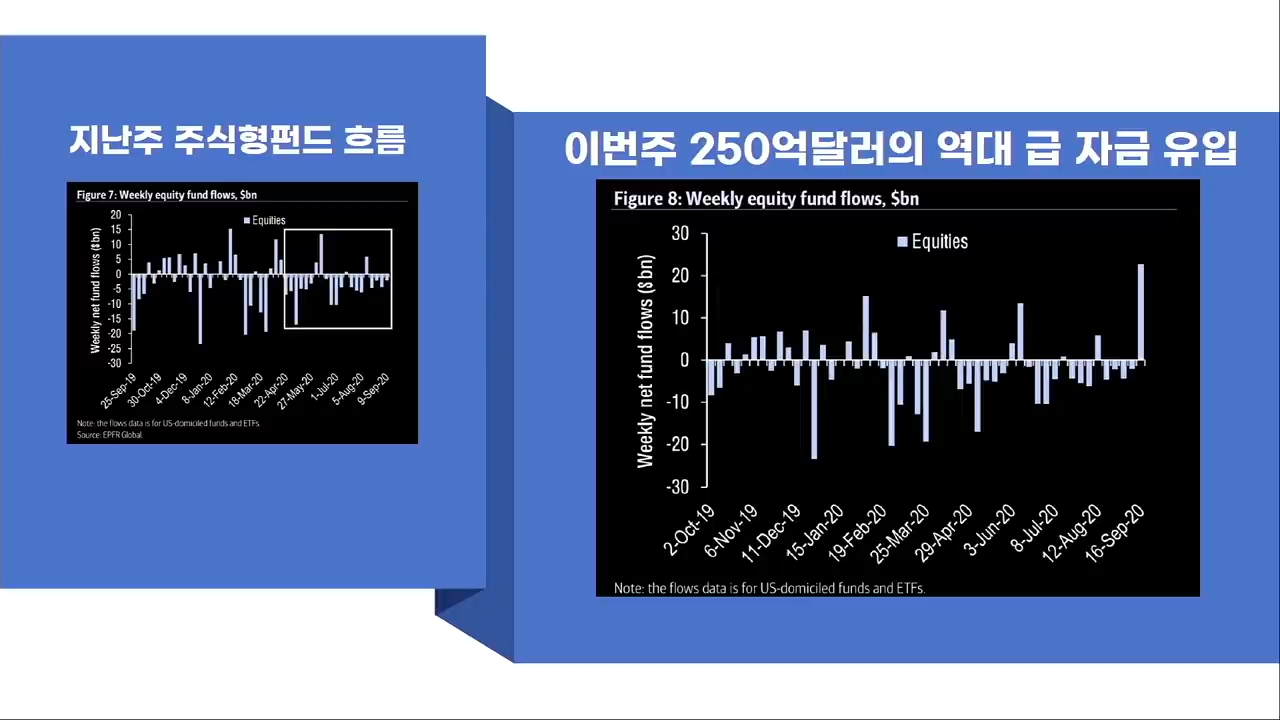 지난주 주식형펀드 흐름
Figure 7: Weekly equity fund flows, $bn
Equities
Weekly net fund flows ($bn)
20
15
10
5
0
-5
-10
-15
-20
-25
-30
25-Sep-19
30-Oct-19
4-Dec-19
8-Jan-20
12-Feb-20
18-Mar-20
22-Apr-20
27-May-20
1-Jul-20
5-Aug-20
9-Sep-20
Note: the flows data is for US-domiciled funds and ETFs.
Source: EPFR Global.
이번주 250억달러의 역대 급 자금 유입
Figure 8: Weekly equity fund flows, $bn
Equities
Weekly net fund flows ($bn)
30
20
10
0
-10
-20
-30
2-Oct-19
6-Nov-19
11-Dec-19
15-Jan-20
19-Feb-20
25-Mar-20
29-Apr-20
3-Jun-20
8-Jul-20
12-Aug-20
16-Sep-20
Note: the flows data is for US-domiciled funds and ETFs.